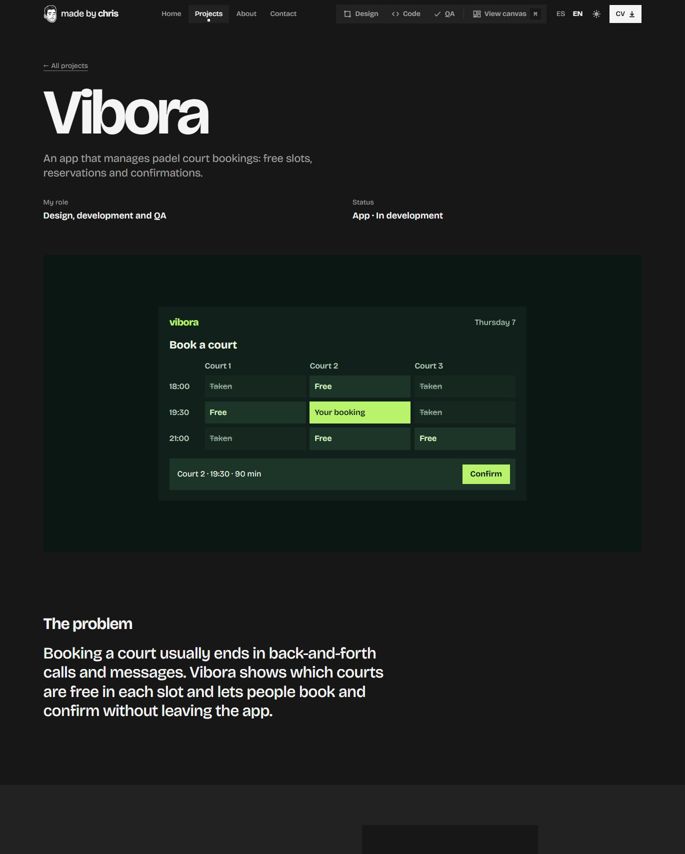 made by chris
Home Projects About Contact
Design Code QA View canvas M ES EN CV
← All projects
Vibora
An app that manages padel court bookings: free slots,
reservations and confirmations.
My role Status
Design, development and QA App · In development
vibora Thursday 7
Book a court
Court 1 Court 2 Court 3
18:00 Taken Free Taken
19:30 Free Your booking Taken
21:00 Taken Free Free
Court 2 · 19:30 · 90 min Confirm
The problem
Booking a court usually ends in back-and-forth
calls and messages. Vibora shows which courts
are free in each slot and lets people book and
confirm without leaving the app.